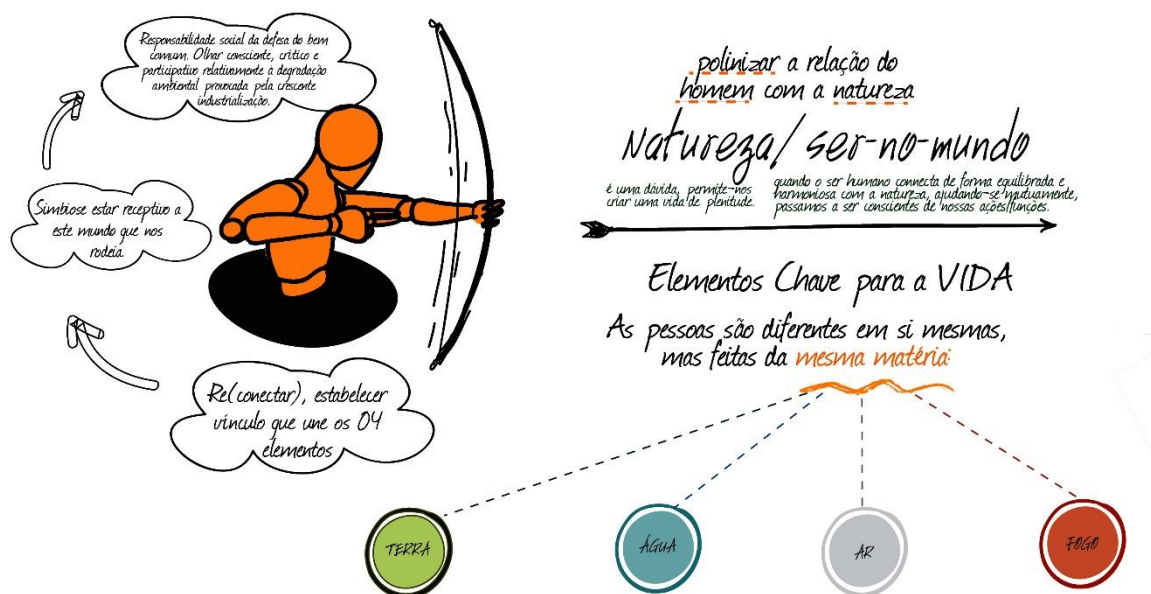 Responsabilidade social da defesa do bem
comum. Olhar consciente, crítico e
participativo relativamente à degradação
ambiental provocada pela crescente
industrialização.
Simbiose estar receptivo a
este mundo que nos
rodeia.
Re(conectar), estabelecer
vínculo que une os 04
elementos
polinizar a relação do
homem com a natureza
Natureza/ ser-no-mundo
é uma dávida, permite-nos
criar uma vida de plenitude.
quando o ser humano connecta de forma equilibrada e
harmoniosa com a natureza, ajudando-se mutuamente,
passamos a ser conscientes de nossas ações/funções.
Elementos Chave para a VIDA
As pessoas são diferentes em si mesmas,
mas feitas da mesma matéria:
TERRA
ÁGUA
AR
FOGO